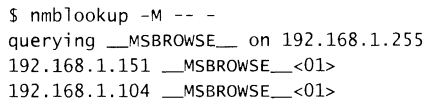 $ nmblookup -M -- -
querying __MSBROWSE__ on 192.168.1.255
192.168.1.151 __MSBROWSE__<01>
192.168.1.104 __MSBROWSE__<01>